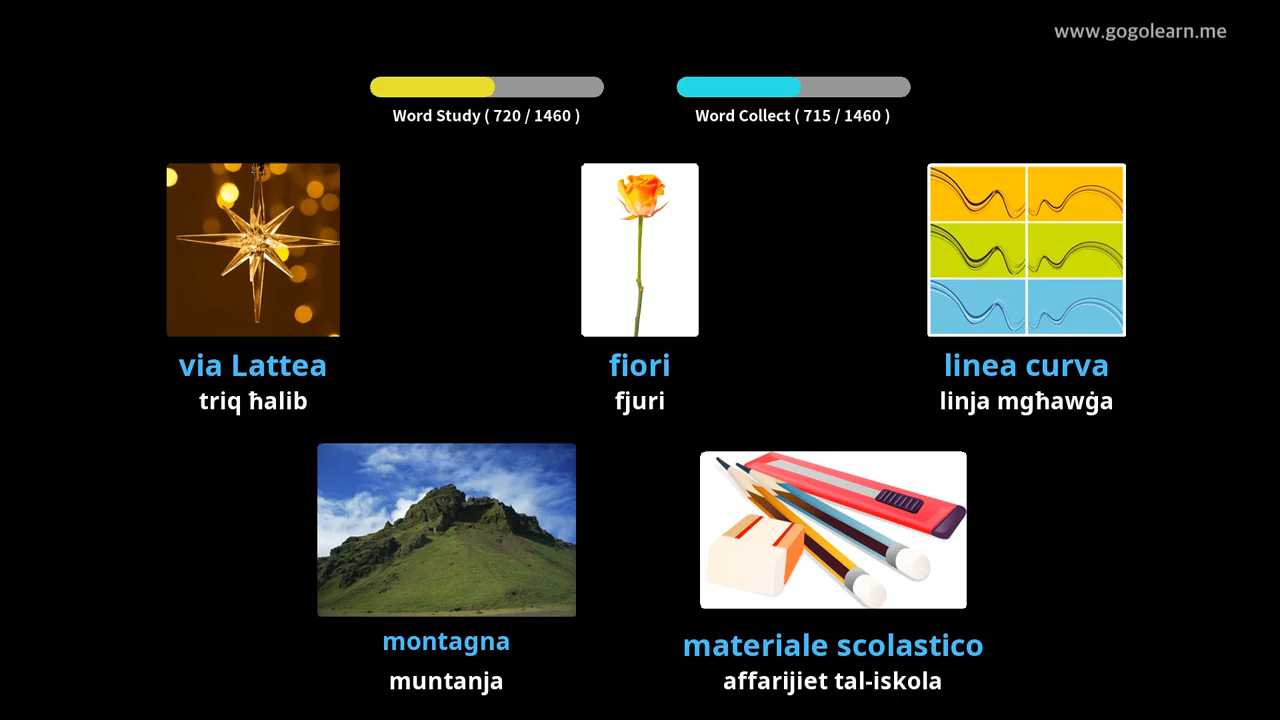 www.gogolearn.me
Word Study ( 720 / 1460 )
Word Collect ( 715 / 1460 )
via Lattea
triq ħalib
fiori
fjuri
linea curva
linja mgħawġa
montagna
muntanja
materiale scolastico
affarijiet tal-iskola